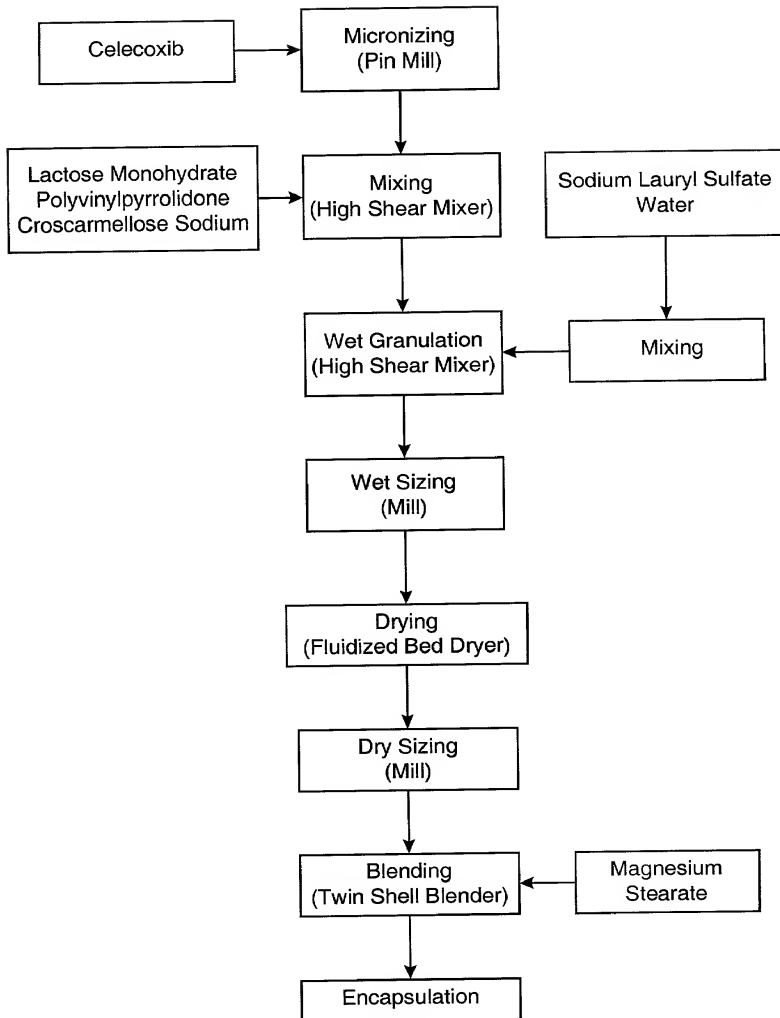 Celecoxib
Micronizing
(Pin Mill)
Lactose Monohydrate
Polyvinylpyrrolidone
Croscarmellose Sodium
Mixing
(High Shear Mixer)
Sodium Lauryl Sulfate
Water
Wet Granulation
(High Shear Mixer)
Mixing
Wet Sizing
(Mill)
Drying
(Fluidized Bed Dryer)
Dry Sizing
(Mill)
Blending
(Twin Shell Blender)
Magnesium
Stearate
Encapsulation